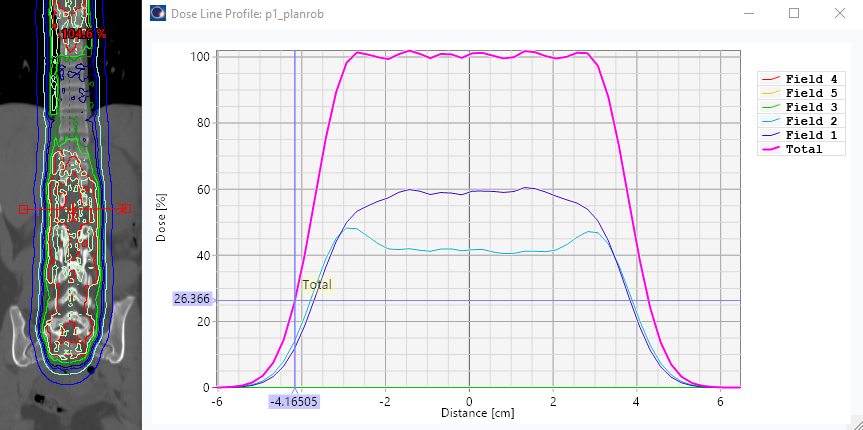 104.6 %
Dose Line Profile: p1_planrob
100
80
60
40
20
0
Dose [%]
26.366
Total
-6
-4.16505
-2
0
2
4
6
Distance [cm]
Field 4
Field 5
Field 3
Field 2
Field 1
Total